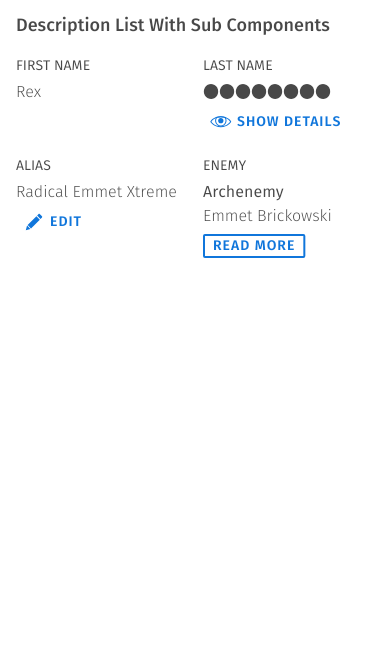 Description List With Sub Components
FIRST NAME
Rex
LAST NAME
●●●●●●●●
SHOW DETAILS
ALIAS
Radical Emmet Xtreme
EDIT
ENEMY
Archenemy
Emmet Brickowski
READ MORE